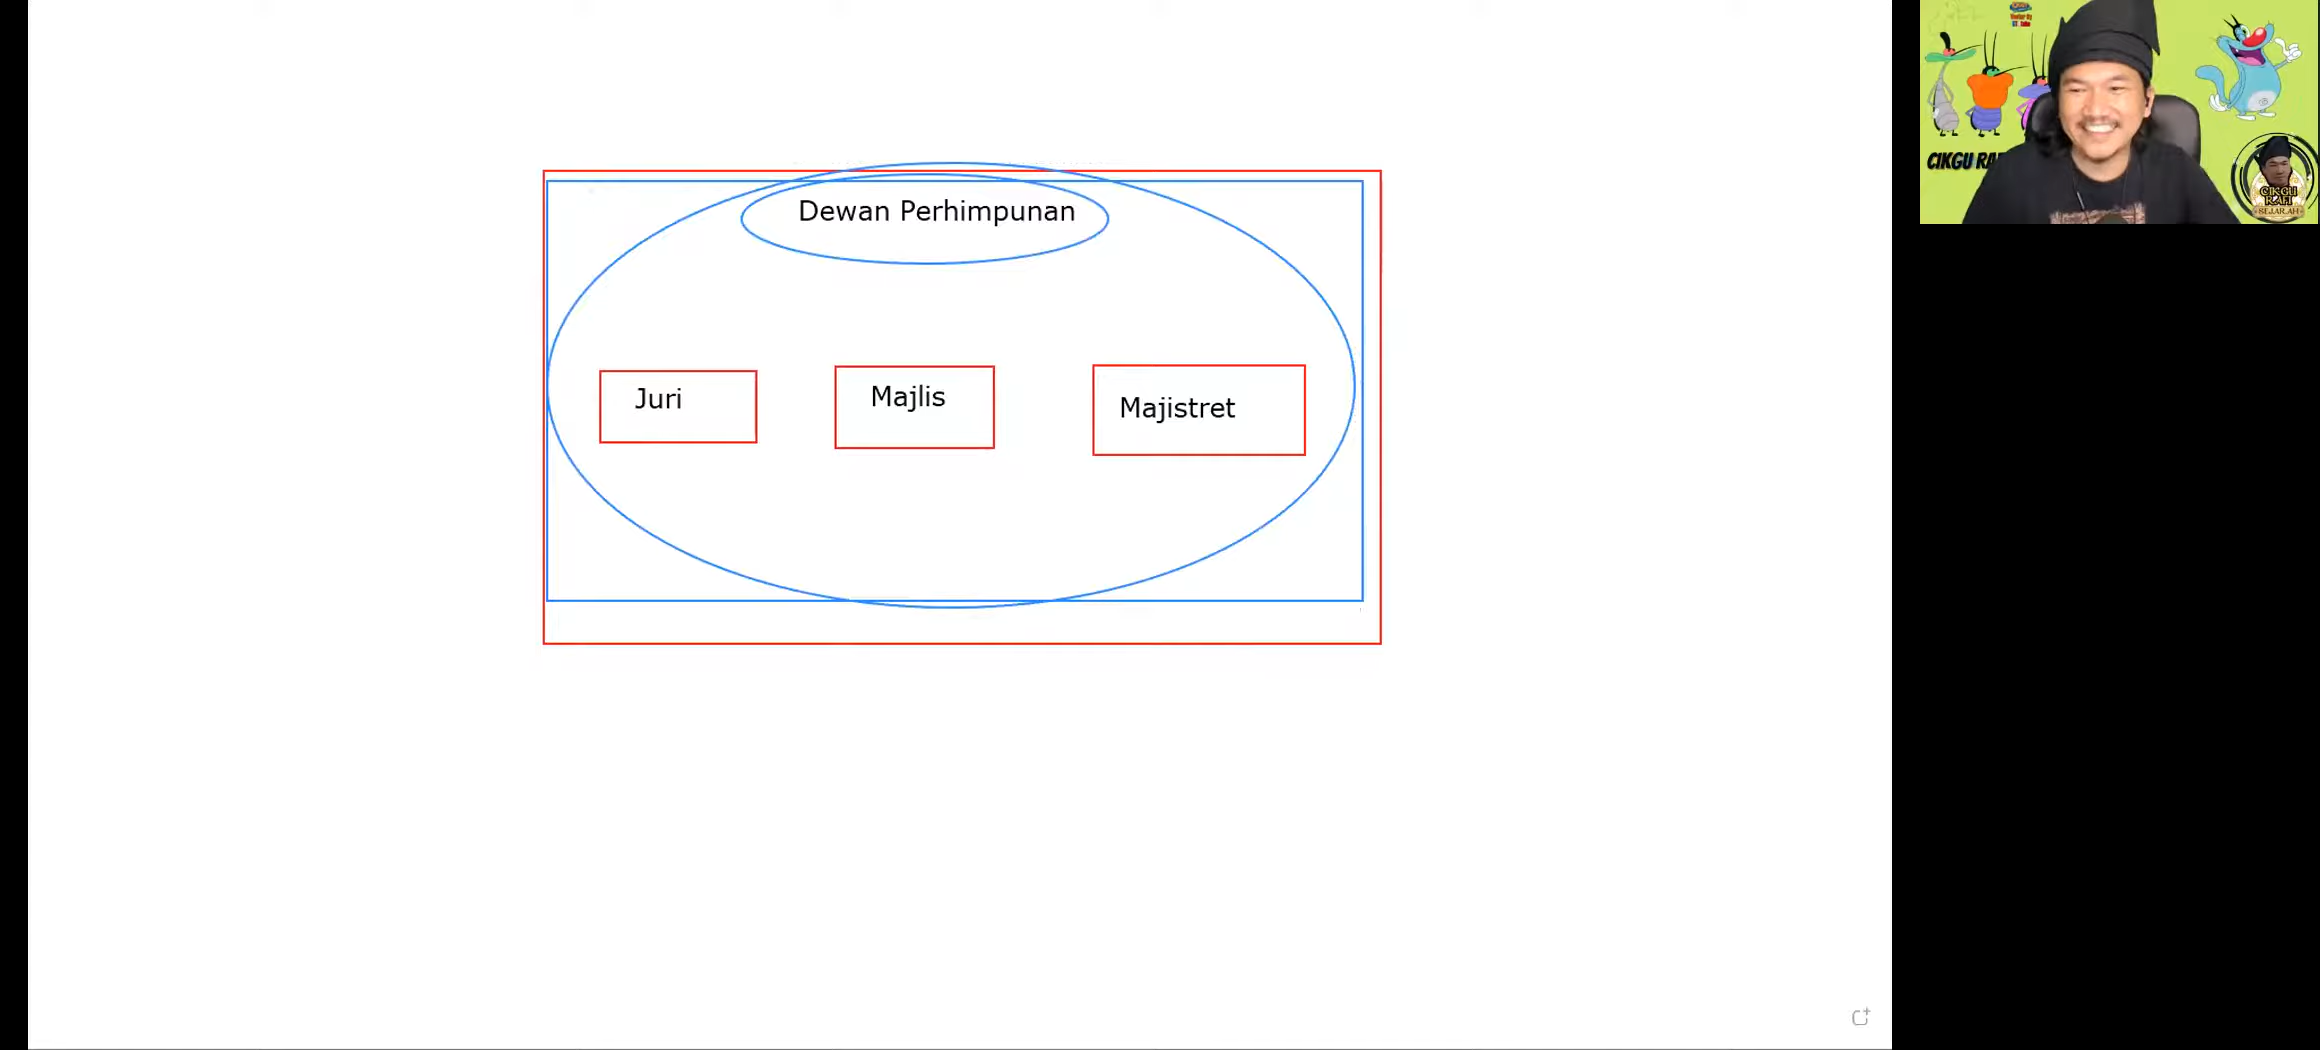 Dewan Perhimpunan
Juri
Majlis
Majistret
CIKGU RA
CIKGU
RAFI
SEJARAH